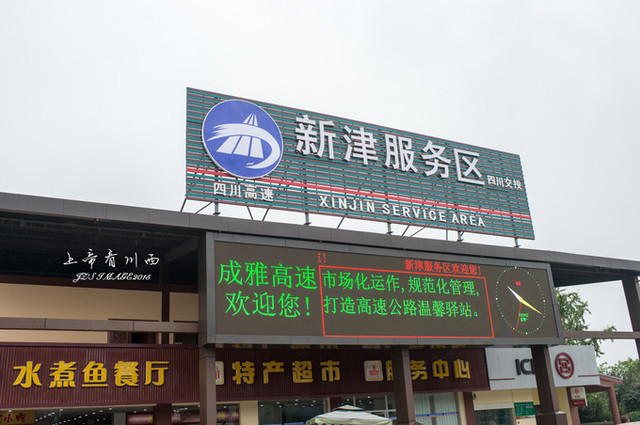 新津服务区
四川交投
四川高速
XINJIN SERVICE AREA
上帝看川西
JZSIMAGE2015
新津服务区欢迎您!
成雅高速
欢迎您!
市场化运作,规范化管理,
打造高速公路温馨驿站。
水煮鱼餐厅
特产超市
服务中心
IC